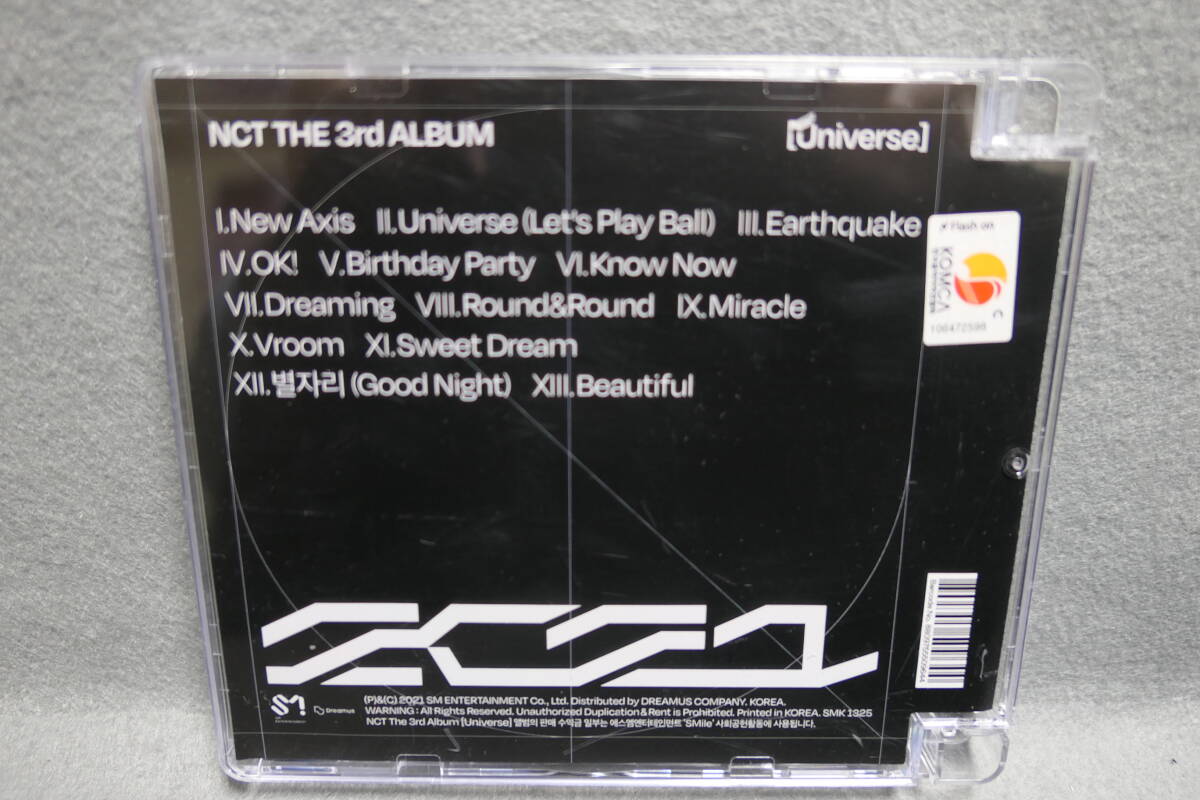 NCT THE 3rd ALBUM [Universe]
I.New Axis II.Universe (Let's Play Ball) III.Earthquake
IV.OK! V.Birthday Party VI.Know Now
VII.Dreaming VIII.Round&Round IX.Miracle
X.Vroom XI.Sweet Dream
XII.별자리 (Good Night) XIII.Beautiful
KOMCA
2021
SM
Dreamus
(P)&(C) 2021 SM ENTERTAINMENT Co., Ltd. Distributed by DREAMUS COMPANY. KOREA.
WARNING : All Rights Reserved. Unauthorized Duplication & Rent is Prohibited. Printed in KOREA. SMK 1325
NCT The 3rd Album [Universe] 앨범의 판매 수익금 일부는 에스엠엔터테인먼트 'SMile' 사회공헌활동에 사용됩니다.